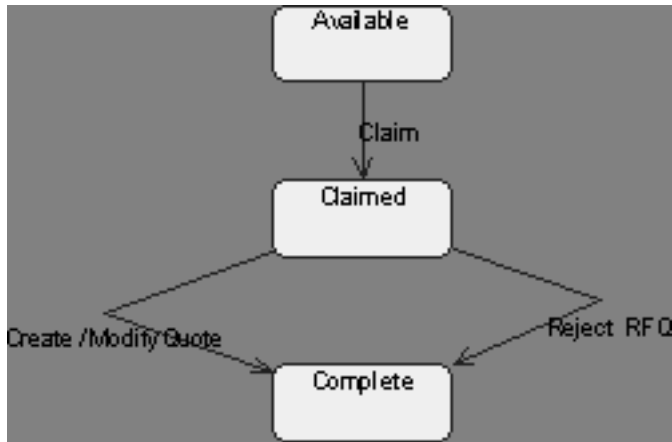 Available
Claim
Claimed
Create /Modify Quote
Reject RFQ
Complete